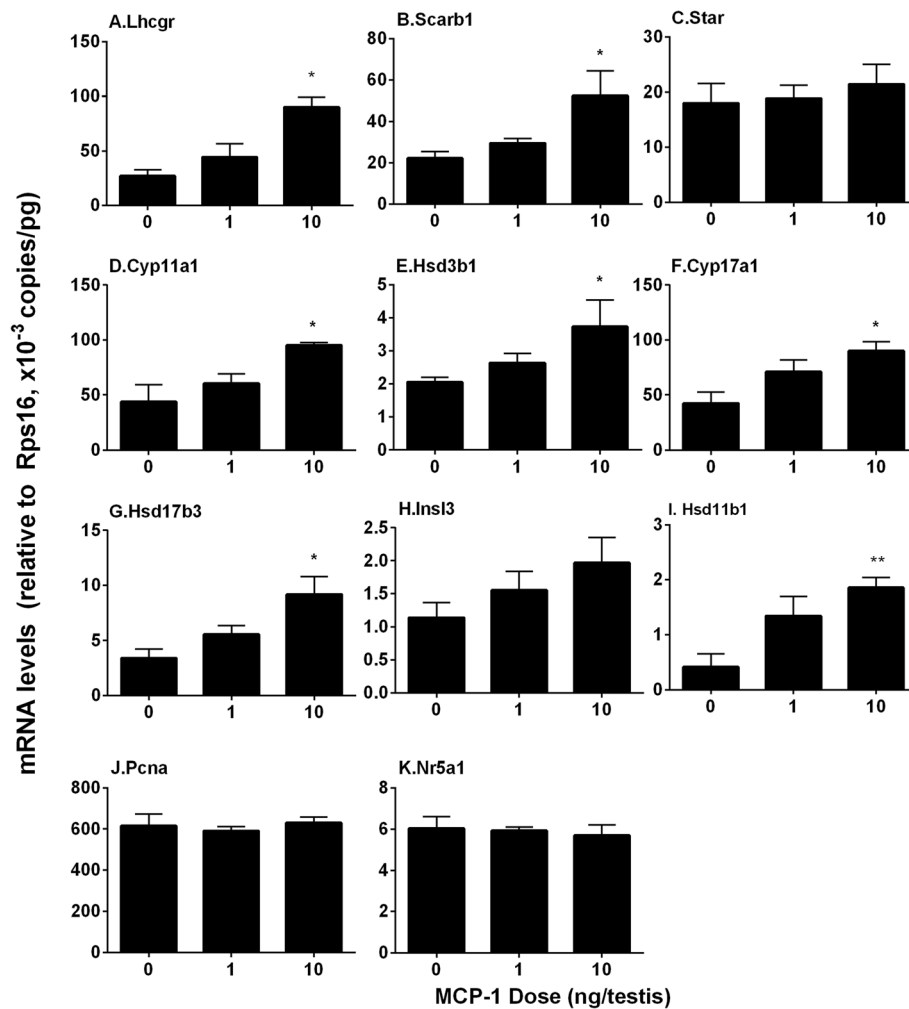 A.Lhcgr
150
100
50
0
*
0 1 10
B.Scarb1
80
60
40
20
0
*
0 1 10
C.Star
30
20
10
0
0 1 10
mRNA levels (relative to Rps16, x10⁻³ copies/pg)
D.Cyp11a1
150
100
50
0
*
0 1 10
E.Hsd3b1
5
4
3
2
1
0
*
0 1 10
F.Cyp17a1
150
100
50
0
*
0 1 10
G.Hsd17b3
15
10
5
0
*
0 1 10
H.Insl3
2.5
2.0
1.5
1.0
0.5
0.0
0 1 10
I. Hsd11b1
3
2
1
0
**
0 1 10
J.Pcna
800
600
400
200
0
0 1 10
K.Nr5a1
8
6
4
2
0
0 1 10
MCP-1 Dose (ng/testis)